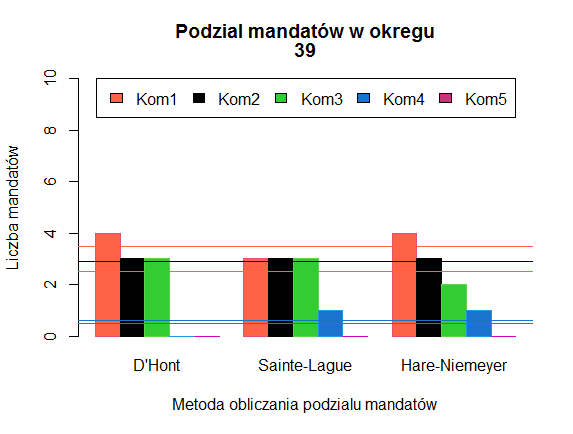 Podzial mandatów w okregu
39
Kom1 Kom2 Kom3 Kom4 Kom5
10
8
6
4
2
0
Liczba mandatów
D'Hont Sainte-Lague Hare-Niemeyer
Metoda obliczania podzialu mandatów